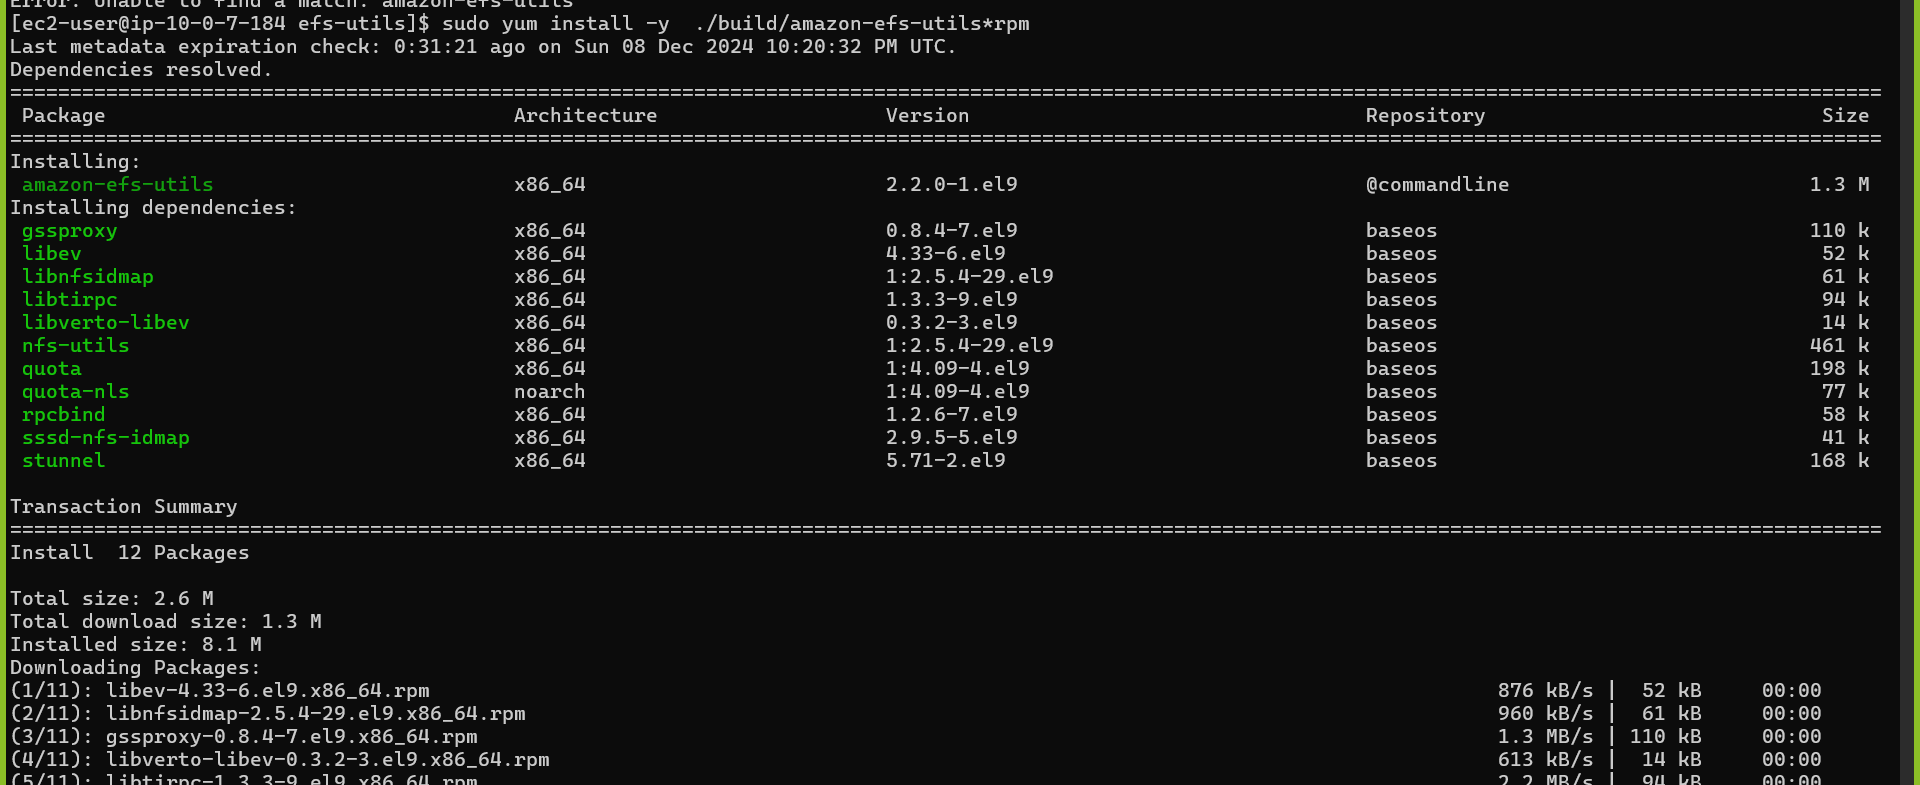 Error: Unable to find a match: amazon-efs-utils
[ec2-user@ip-10-0-7-184 efs-utils]$ sudo yum install -y  ./build/amazon-efs-utils*rpm
Last metadata expiration check: 0:31:21 ago on Sun 08 Dec 2024 10:20:32 PM UTC.
Dependencies resolved.
============================================================================================================================================================
Package Architecture Version Repository Size
============================================================================================================================================================
Installing:
amazon-efs-utils x86_64 2.2.0-1.el9 @commandline 1.3 M
Installing dependencies:
gssproxy x86_64 0.8.4-7.el9 baseos 110 k
libev x86_64 4.33-6.el9 baseos 52 k
libnfsidmap x86_64 1:2.5.4-29.el9 baseos 61 k
libtirpc x86_64 1.3.3-9.el9 baseos 94 k
libverto-libev x86_64 0.3.2-3.el9 baseos 14 k
nfs-utils x86_64 1:2.5.4-29.el9 baseos 461 k
quota x86_64 1:4.09-4.el9 baseos 198 k
quota-nls noarch 1:4.09-4.el9 baseos 77 k
rpcbind x86_64 1.2.6-7.el9 baseos 58 k
sssd-nfs-idmap x86_64 2.9.5-5.el9 baseos 41 k
stunnel x86_64 5.71-2.el9 baseos 168 k
Transaction Summary
============================================================================================================================================================
Install  12 Packages
Total size: 2.6 M
Total download size: 1.3 M
Installed size: 8.1 M
Downloading Packages:
(1/11): libev-4.33-6.el9.x86_64.rpm 876 kB/s |  52 kB     00:00
(2/11): libnfsidmap-2.5.4-29.el9.x86_64.rpm 960 kB/s |  61 kB     00:00
(3/11): gssproxy-0.8.4-7.el9.x86_64.rpm 1.3 MB/s | 110 kB     00:00
(4/11): libverto-libev-0.3.2-3.el9.x86_64.rpm 613 kB/s |  14 kB     00:00
(5/11): libtirpc-1.3.3-9.el9.x86_64.rpm 2.2 MB/s |  94 kB     00:00